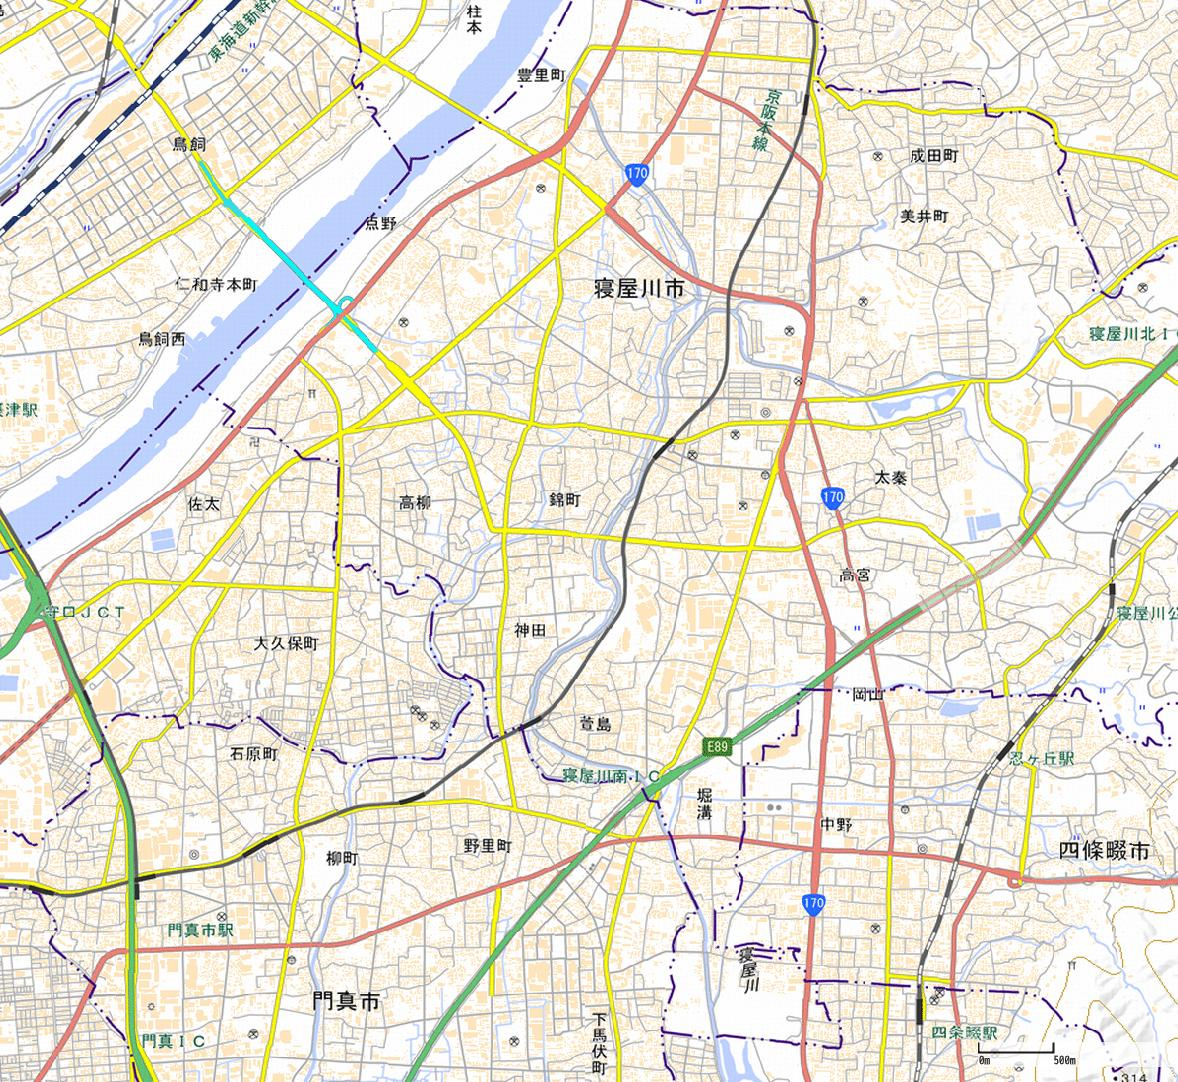 柱本
東海道新幹
豊里町
京阪本線
鳥飼
成田町
170
点野
美井町
仁和寺本町
寝屋川市
鳥飼西
寝屋川北I
津駅
太秦
170
佐太
高柳
錦町
高宮
守口JCT
寝屋川公
神田
大久保町
岡山
萱島
石原町
E89
忍ヶ丘駅
寝屋川南IC
堀溝
中野
四條畷市
野里町
柳町
170
門真市駅
寝屋川
門真市
下馬伏町
四条畷駅
門真IC
0m 500m
314